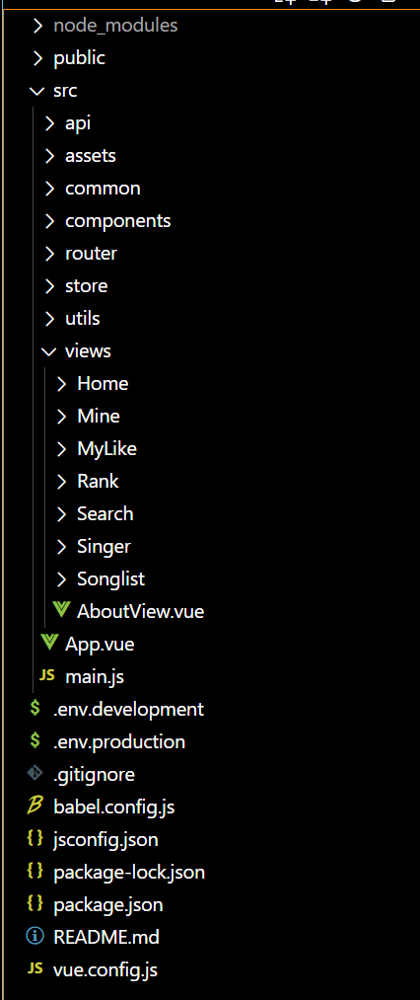 node_modules
public
src
api
assets
common
components
router
store
utils
views
Home
Mine
MyLike
Rank
Search
Singer
Songlist
AboutView.vue
App.vue
JS main.js
$ .env.development
$ .env.production
.gitignore
babel.config.js
{} jsconfig.json
{} package-lock.json
{} package.json
README.md
JS vue.config.js